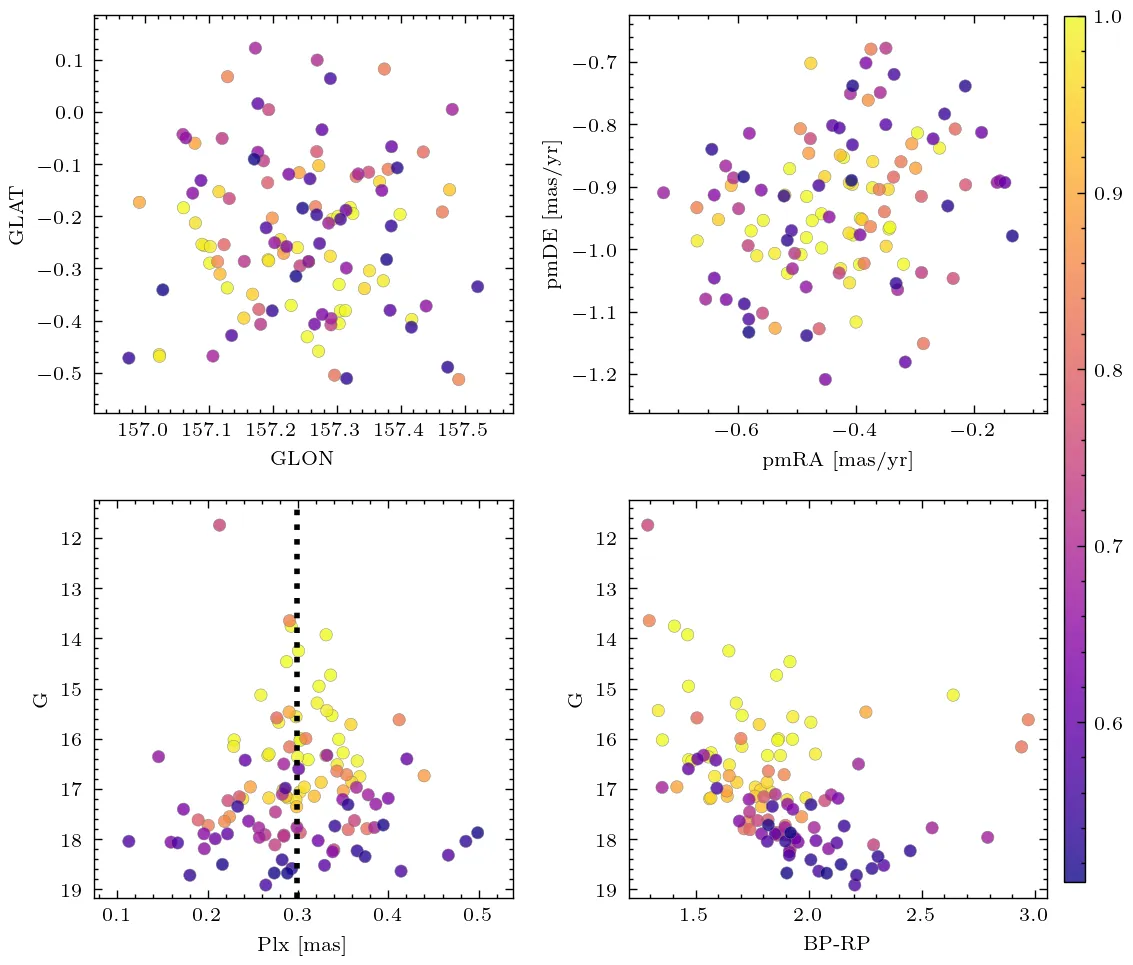 0.1
0.0
−0.1
−0.2
−0.3
−0.4
−0.5
GLAT
157.0 157.1 157.2 157.3 157.4 157.5
GLON
−0.7
−0.8
−0.9
−1.0
−1.1
−1.2
pmDE [mas/yr]
−0.6 −0.4 −0.2
pmRA [mas/yr]
1.0
0.9
0.8
0.7
0.6
12
13
14
15
16
17
18
19
G
0.1 0.2 0.3 0.4 0.5
Plx [mas]
12
13
14
15
16
17
18
19
G
1.5 2.0 2.5 3.0
BP-RP